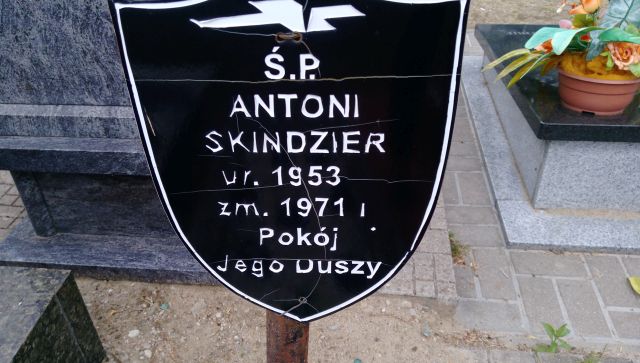 Ś.P.
ANTONI
SKINDZIER
ur. 1953
zm. 1971
Pokój
Jego Duszy